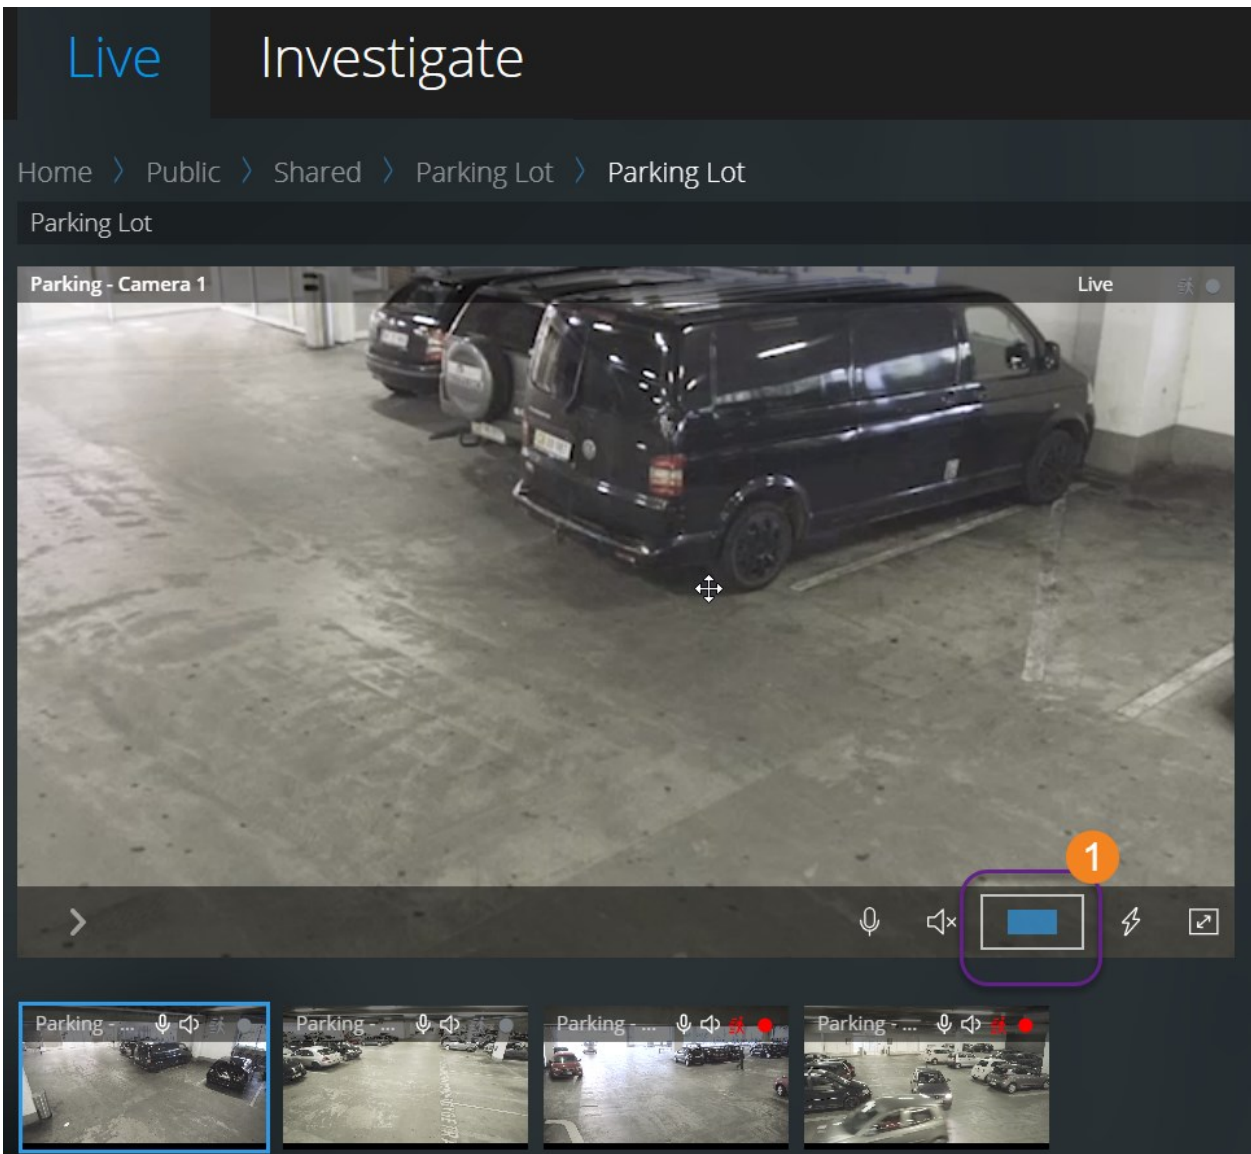 Live Investigate
Home > Public > Shared > Parking Lot > Parking Lot
Parking Lot
Parking - Camera 1 Live
1
Parking - ... Parking - ... Parking - ... Parking - ...